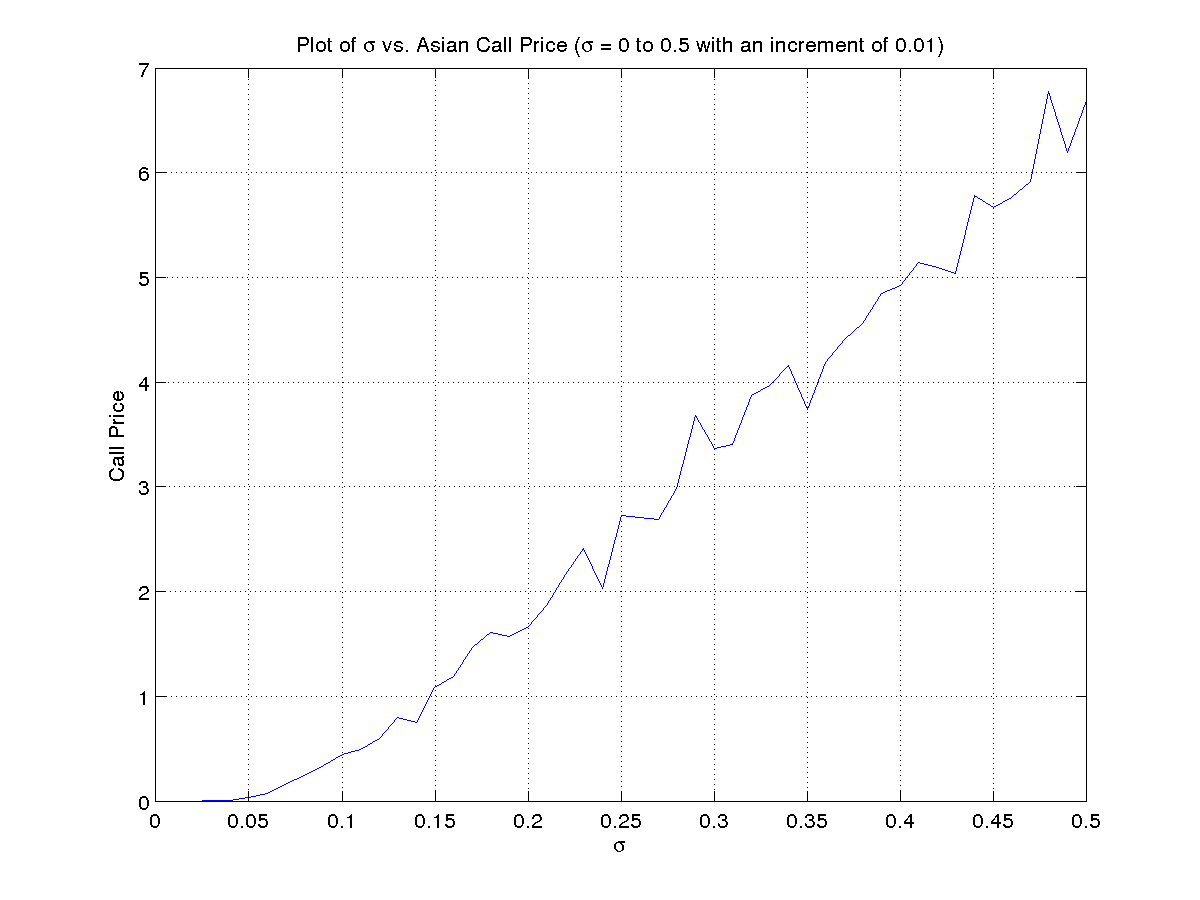 Plot of σ vs. Asian Call Price (σ = 0 to 0.5 with an increment of 0.01)
7
6
5
4
3
2
1
0
Call Price
0 0.05 0.1 0.15 0.2 0.25 0.3 0.35 0.4 0.45 0.5
σ